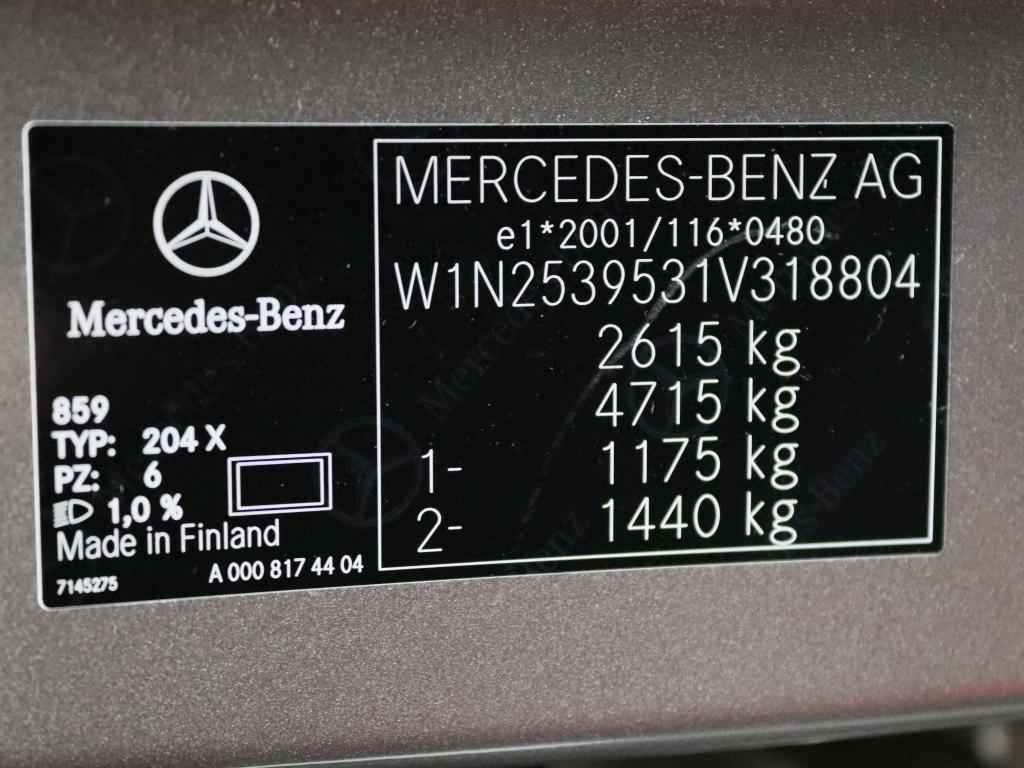 Mercedes-Benz
859
TYP: 204 X
PZ: 6
1,0 %
Made in Finland
7145275
A 000 817 44 04
MERCEDES-BENZ AG
e1*2001/116*0480
W1N2539531V318804
2615 kg
4715 kg
1- 1175 kg
2- 1440 kg